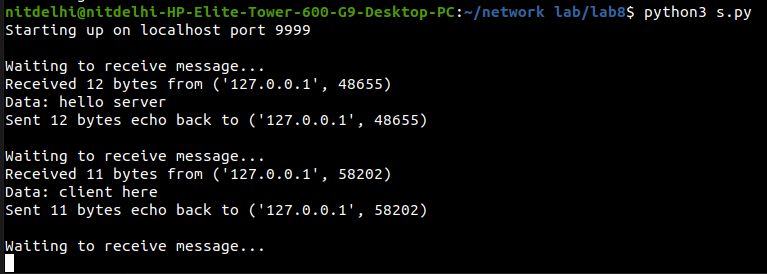 nitdelhi@nitdelhi-HP-Elite-Tower-600-G9-Desktop-PC:~/network lab/lab8$ python3 s.py
Starting up on localhost port 9999
Waiting to receive message...
Received 12 bytes from ('127.0.0.1', 48655)
Data: hello server
Sent 12 bytes echo back to ('127.0.0.1', 48655)
Waiting to receive message...
Received 11 bytes from ('127.0.0.1', 58202)
Data: client here
Sent 11 bytes echo back to ('127.0.0.1', 58202)
Waiting to receive message...